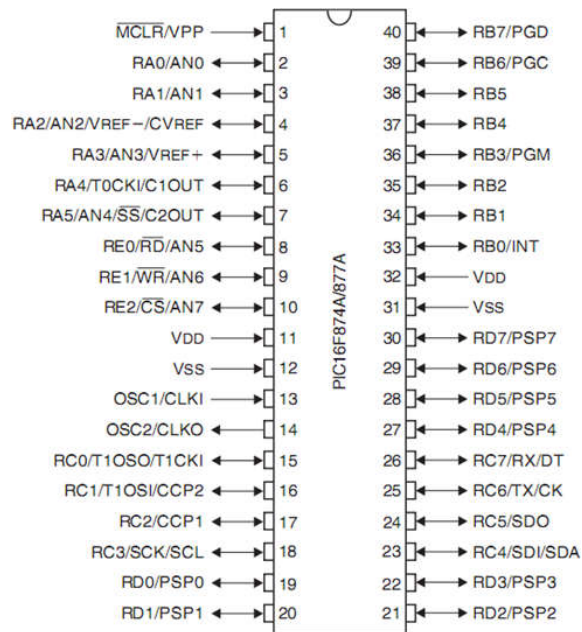 MCLR/VPP 1 40 RB7/PGD
RA0/AN0 2 39 RB6/PGC
RA1/AN1 3 38 RB5
RA2/AN2/VREF-/CVREF 4 37 RB4
RA3/AN3/VREF+ 5 36 RB3/PGM
RA4/T0CKI/C1OUT 6 35 RB2
RA5/AN4/SS/C2OUT 7 34 RB1
RE0/RD/AN5 8 33 RB0/INT
RE1/WR/AN6 9 32 VDD
RE2/CS/AN7 10 31 VSS
VDD 11 30 RD7/PSP7
VSS 12 29 RD6/PSP6
OSC1/CLKI 13 28 RD5/PSP5
OSC2/CLKO 14 27 RD4/PSP4
RC0/T1OSO/T1CKI 15 26 RC7/RX/DT
RC1/T1OSI/CCP2 16 25 RC6/TX/CK
RC2/CCP1 17 24 RC5/SDO
RC3/SCK/SCL 18 23 RC4/SDI/SDA
RD0/PSP0 19 22 RD3/PSP3
RD1/PSP1 20 21 RD2/PSP2
PIC16F874A/877A